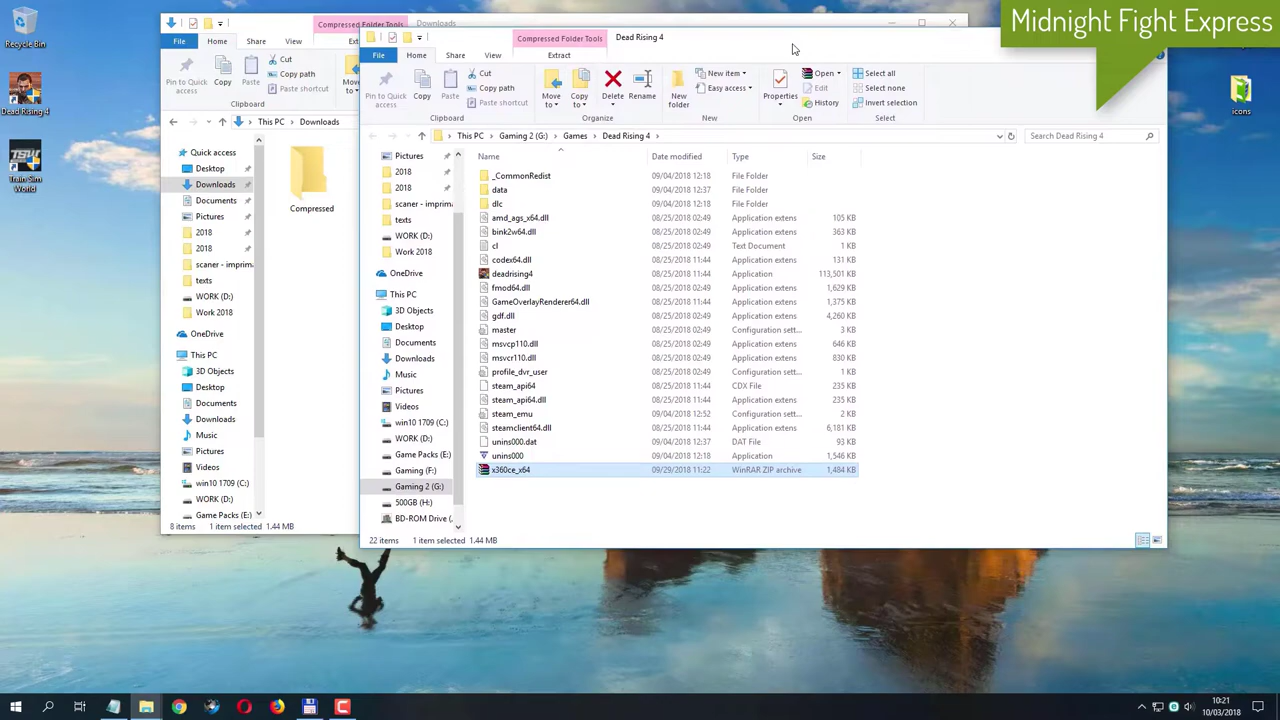 Midnight Fight Express
Recycle Bin
Dead Rising 4
Train Sim
World
icons
Compressed Folder Tools
Downloads
File
Home
Share
View
Pin to Quick
access
Copy
Paste
Cut
Copy path
Paste shortcut
Move
to
Clipboard
This PC
Downloads
Quick access
Desktop
Downloads
Documents
Pictures
2018
2018
scaner - imprima
texts
WORK (D:)
Work 2018
OneDrive
This PC
3D Objects
Desktop
Documents
Downloads
Music
Pictures
Videos
win10 1709 (C:)
WORK (D:)
Game Packs (E:)
Compressed
8 items
1 item selected 1.44 MB
Compressed Folder Tools
Dead Rising 4
File
Home
Share
View
Extract
Pin to Quick
access
Copy
Paste
Cut
Copy path
Paste shortcut
Clipboard
Move
to
Copy
to
Delete
Rename
Organize
New
folder
New item
Easy access
New
Properties
Open
Edit
History
Open
Select all
Select none
Invert selection
Select
This PC
Gaming 2 (G:)
Games
Dead Rising 4
Search Dead Rising 4
Pictures
2018
2018
scaner - imprima
texts
WORK (D:)
Work 2018
OneDrive
This PC
3D Objects
Desktop
Documents
Downloads
Music
Pictures
Videos
win10 1709 (C:)
WORK (D:)
Game Packs (E:)
Gaming (F:)
Gaming 2 (G:)
500GB (H:)
BD-ROM Drive (
Name Date modified Type Size
_CommonRedist 09/04/2018 12:18 File Folder
data 09/04/2018 12:37 File Folder
dlc 09/04/2018 12:18 File Folder
amd_ags_x64.dll 08/25/2018 02:49 Application extens 105 KB
bink2w64.dll 08/25/2018 02:49 Application extens 363 KB
cl 08/25/2018 02:49 Text Document 1 KB
codex64.dll 08/25/2018 11:44 Application extens 131 KB
deadrising4 08/25/2018 11:44 Application 113,501 KB
fmod64.dll 08/25/2018 02:49 Application extens 1,629 KB
GameOverlayRenderer64.dll 08/25/2018 11:44 Application extens 1,375 KB
gdf.dll 08/25/2018 02:49 Application extens 4,260 KB
master 08/25/2018 02:49 Configuration sett... 3 KB
msvcp110.dll 08/25/2018 02:49 Application extens 646 KB
msvcr110.dll 08/25/2018 02:49 Application extens 830 KB
profile_dvr_user 08/25/2018 02:49 Configuration sett... 1 KB
steam_api64 08/25/2018 11:44 CDX File 235 KB
steam_api64.dll 08/25/2018 02:49 Application extens 235 KB
steam_emu 09/04/2018 12:52 Configuration sett... 2 KB
steamclient64.dll 08/25/2018 11:44 Application extens 6,181 KB
unins000.dat 09/04/2018 12:37 DAT File 93 KB
unins000 09/04/2018 12:18 Application 1,546 KB
x360ce_x64 09/29/2018 11:22 WinRAR ZIP archive 1,484 KB
22 items
1 item selected 1.44 MB
10:21
10/03/2018